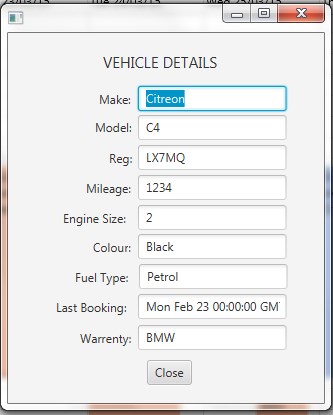 VEHICLE DETAILS
Make: Citreon
Model: C4
Reg: LX7MQ
Mileage: 1234
Engine Size: 2
Colour: Black
Fuel Type: Petrol
Last Booking: Mon Feb 23 00:00:00 GM
Warrenty: BMW
Close